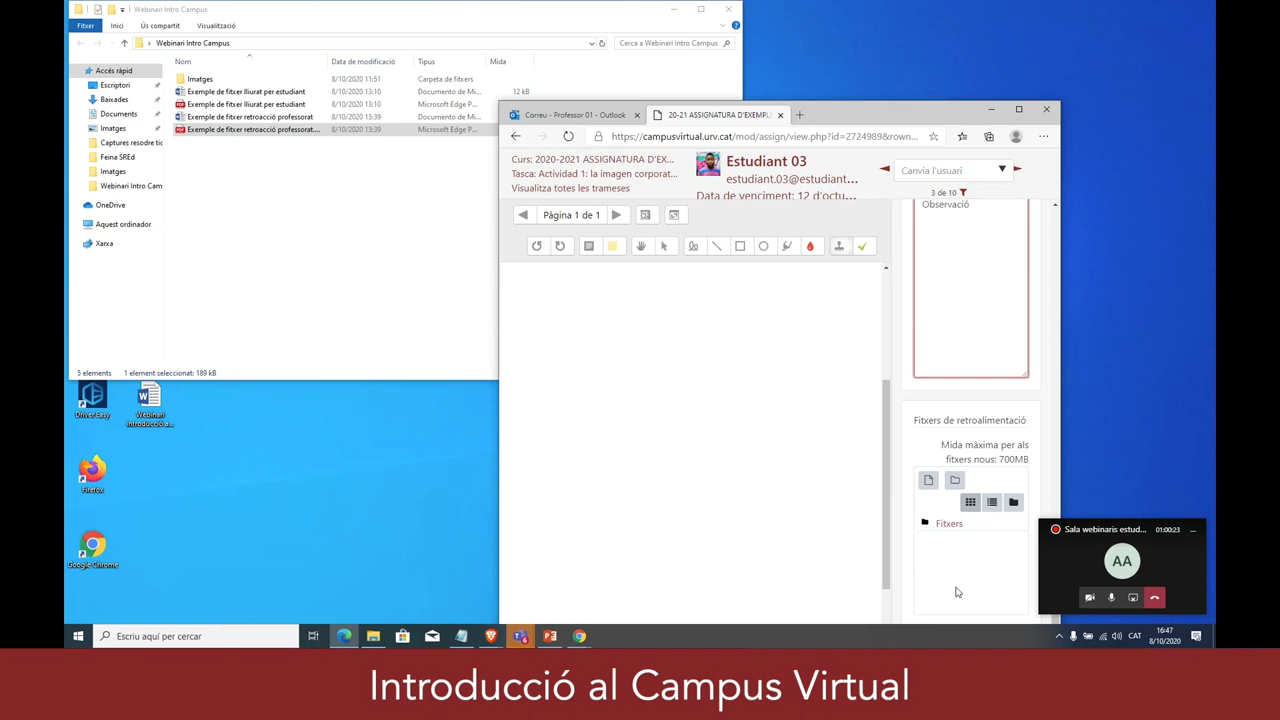 Webinari Intro Campus
Fitxer Inici Ús compartit Visualització
Webinari Intro Campus
Cerca a Webinari Intro Campus
Nom Data de modificació Tipus Mida
Accés ràpid
Escriptori
Baixades
Documents
Imatges
Captures resodre tic
Feina SREd
Imatges
Webinari Intro Cam
OneDrive
Aquest ordinador
Xarxa
Imatges 8/10/2020 11:51 Carpeta de fitxers
Exemple de fitxer lliurat per estudiant 8/10/2020 13:10 Documento de Mi... 12 kB
Exemple de fitxer lliurat per estudiant 8/10/2020 13:10 Microsoft Edge P...
Exemple de fitxer retroacció professorat 8/10/2020 13:39 Documento de Mi...
Exemple de fitxer retroacció professorat.... 8/10/2020 13:39 Microsoft Edge P...
5 elements 1 element seleccionat: 189 kB
Correu - Professor 01 - Outlook
20-21 ASSIGNATURA D'EXEMPL
https://campusvirtual.urv.cat/mod/assign/view.php?id=2724989&rown...
Curs: 2020-2021 ASSIGNATURA D'EX...
Tasca: Actividad 1: la imagen corporat...
Visualitza totes les trameses
Estudiant 03
estudiant.03@estudiant...
Data de venciment: 12 d'octu...
Canvia l'usuari
3 de 10
Pàgina 1 de 1
Observació
Fitxers de retroalimentació
Mida màxima per als
fitxers nous: 700MB
Fitxers
Driver Easy
Webinari
introducció a...
Firefox
Google Chrome
Sala webinaris estud... 01:00:23
AA
Escriu aquí per cercar
CAT
16:47
8/10/2020
Introducció al Campus Virtual